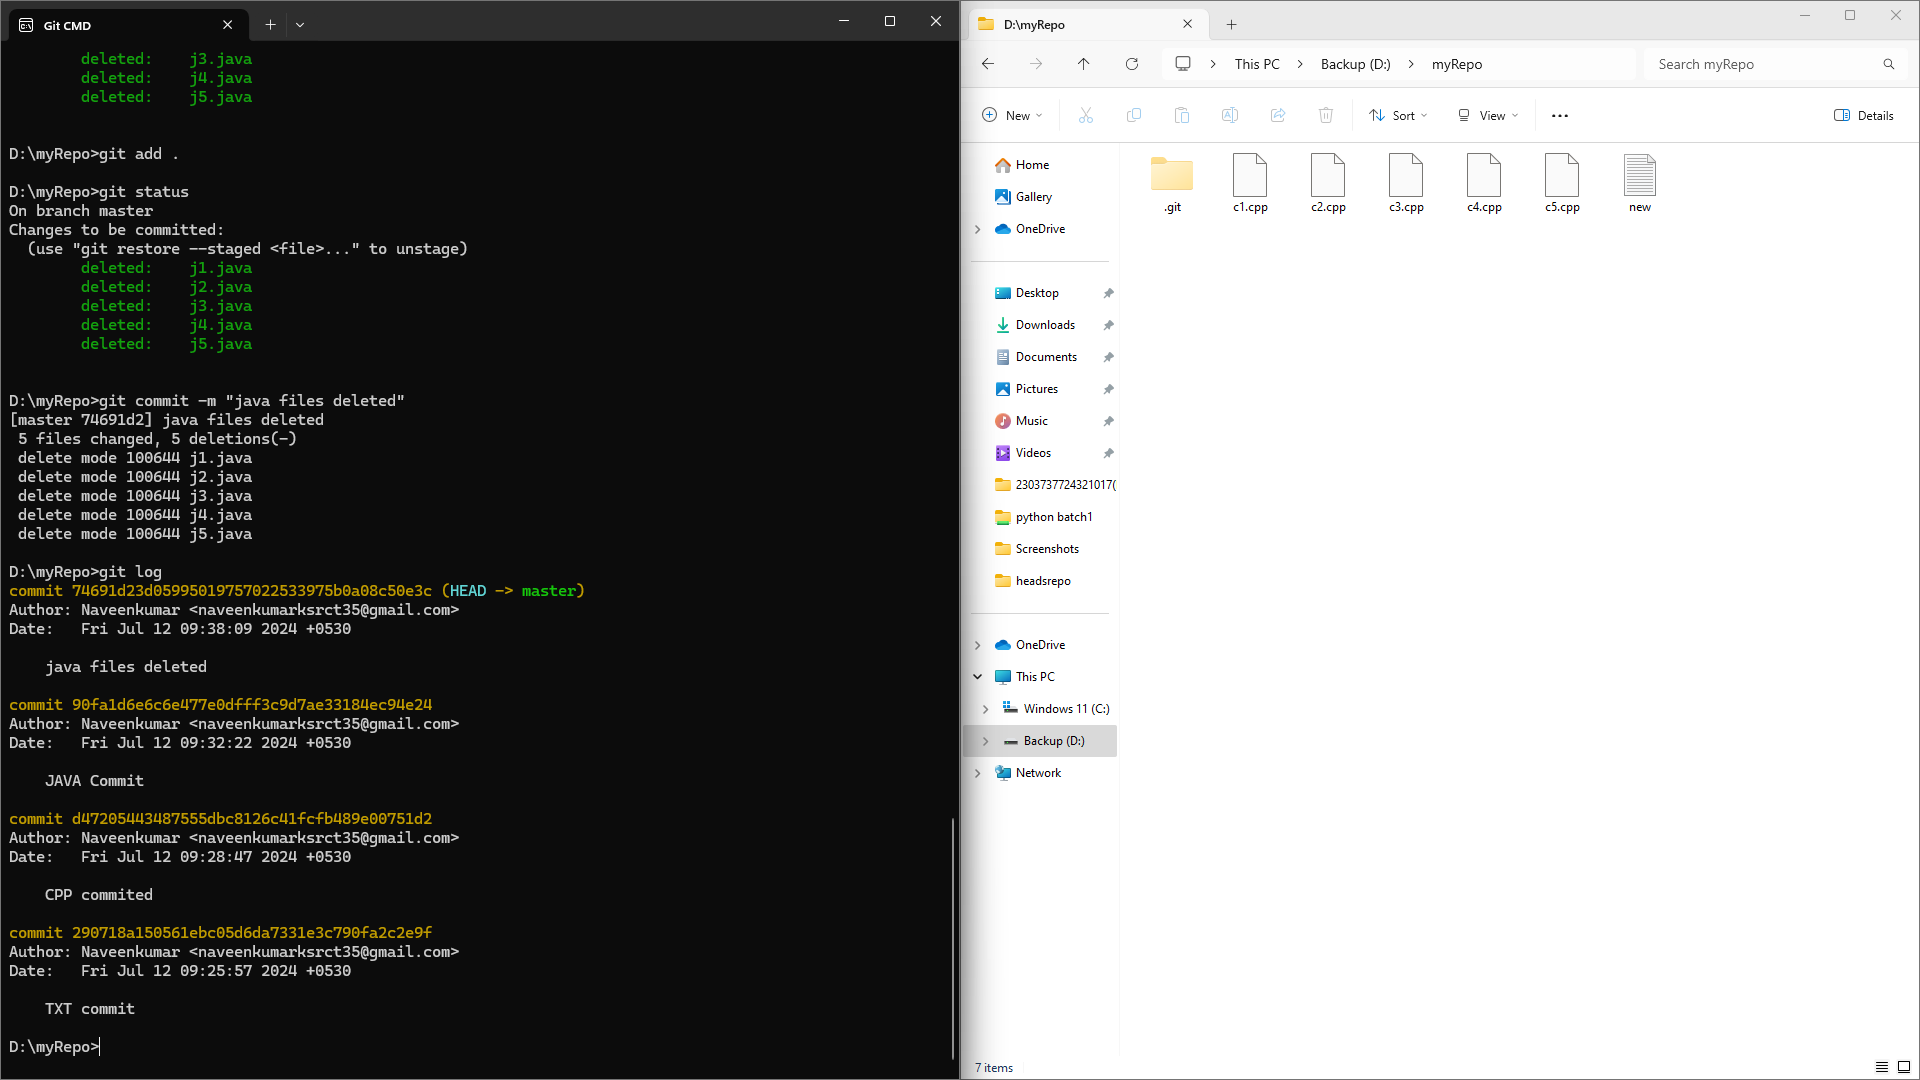 Git CMD
deleted:    j3.java
deleted:    j4.java
deleted:    j5.java
D:\myRepo>git add .
D:\myRepo>git status
On branch master
Changes to be committed:
  (use "git restore --staged <file>..." to unstage)
deleted:    j1.java
deleted:    j2.java
deleted:    j3.java
deleted:    j4.java
deleted:    j5.java
D:\myRepo>git commit -m "java files deleted"
[master 74691d2] java files deleted
 5 files changed, 5 deletions(-)
 delete mode 100644 j1.java
 delete mode 100644 j2.java
 delete mode 100644 j3.java
 delete mode 100644 j4.java
 delete mode 100644 j5.java
D:\myRepo>git log
commit 74691d23d05995019757022533975b0a08c50e3c (HEAD -> master)
Author: Naveenkumar <naveenkumarksrct35@gmail.com>
Date:   Fri Jul 12 09:38:09 2024 +0530
    java files deleted
commit 90fa1d6e6c6e477e0dfff3c9d7ae33184ec94e24
Author: Naveenkumar <naveenkumarksrct35@gmail.com>
Date:   Fri Jul 12 09:32:22 2024 +0530
    JAVA Commit
commit d47205443487555dbc8126c41fcfb489e00751d2
Author: Naveenkumar <naveenkumarksrct35@gmail.com>
Date:   Fri Jul 12 09:28:47 2024 +0530
    CPP commited
commit 290718a150561ebc05d6da7331e3c790fa2c2e9f
Author: Naveenkumar <naveenkumarksrct35@gmail.com>
Date:   Fri Jul 12 09:25:57 2024 +0530
    TXT commit
D:\myRepo>
D:\myRepo
This PC > Backup (D:) > myRepo
Search myRepo
New
Sort
View
Details
Home
Gallery
OneDrive
Desktop
Downloads
Documents
Pictures
Music
Videos
2303737724321017(
python batch1
Screenshots
headsrepo
OneDrive
This PC
Windows 11 (C:)
Backup (D:)
Network
.git
c1.cpp
c2.cpp
c3.cpp
c4.cpp
c5.cpp
new
7 items